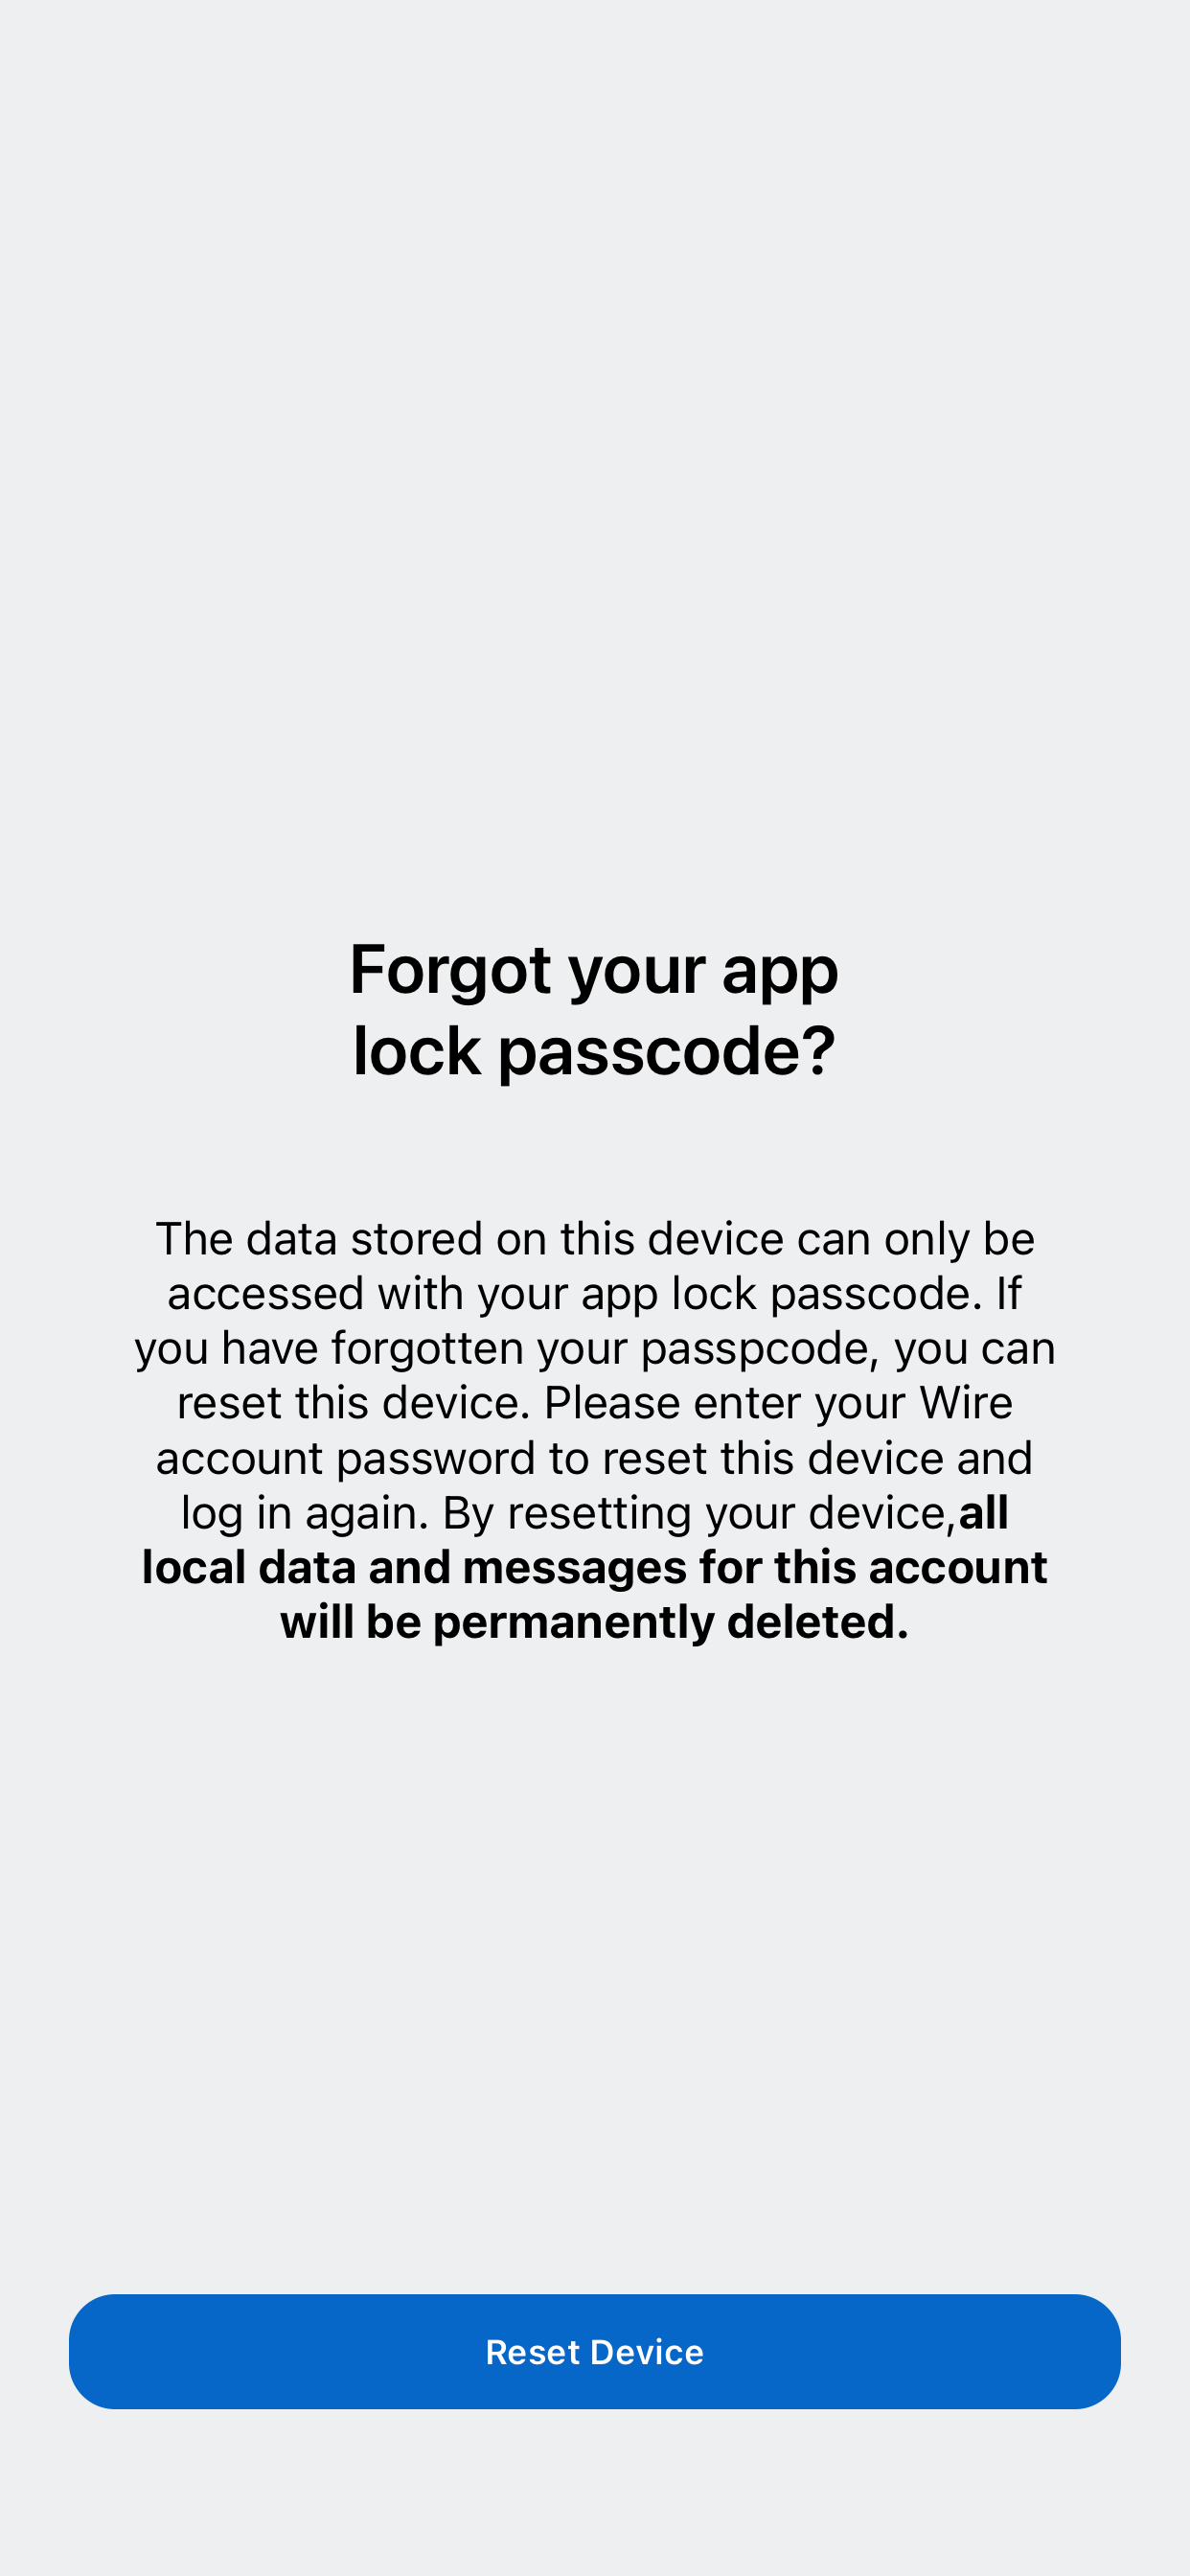 Forgot your app
lock passcode?
The data stored on this device can only be
accessed with your app lock passcode. If
you have forgotten your passpcode, you can
reset this device. Please enter your Wire
account password to reset this device and
log in again. By resetting your device,all
local data and messages for this account
will be permanently deleted.
Reset Device